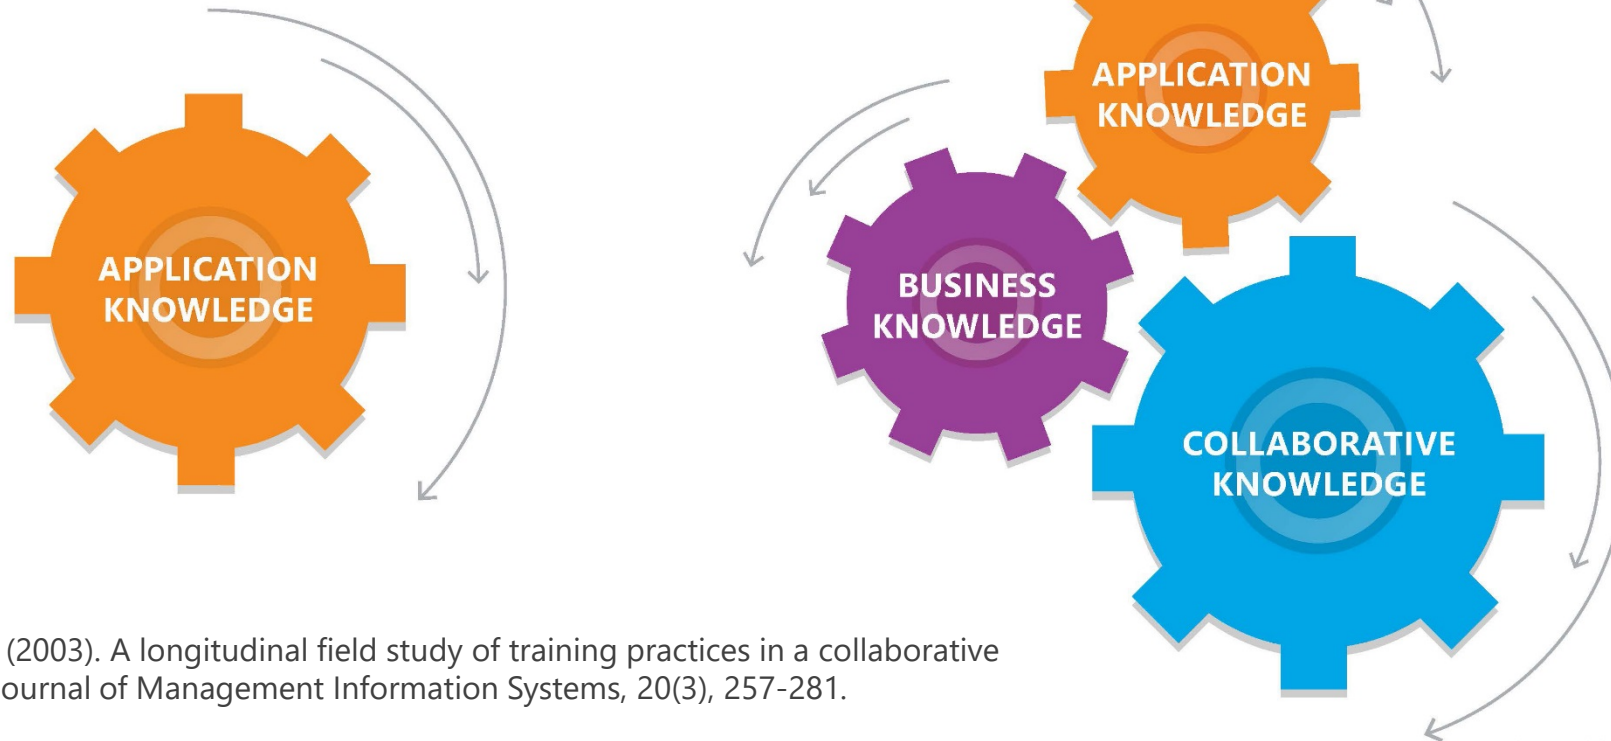 APPLICATION
KNOWLEDGE
APPLICATION
KNOWLEDGE
BUSINESS
KNOWLEDGE
COLLABORATIVE
KNOWLEDGE
(2003). A longitudinal field study of training practices in a collaborative
ournal of Management Information Systems, 20(3), 257-281.